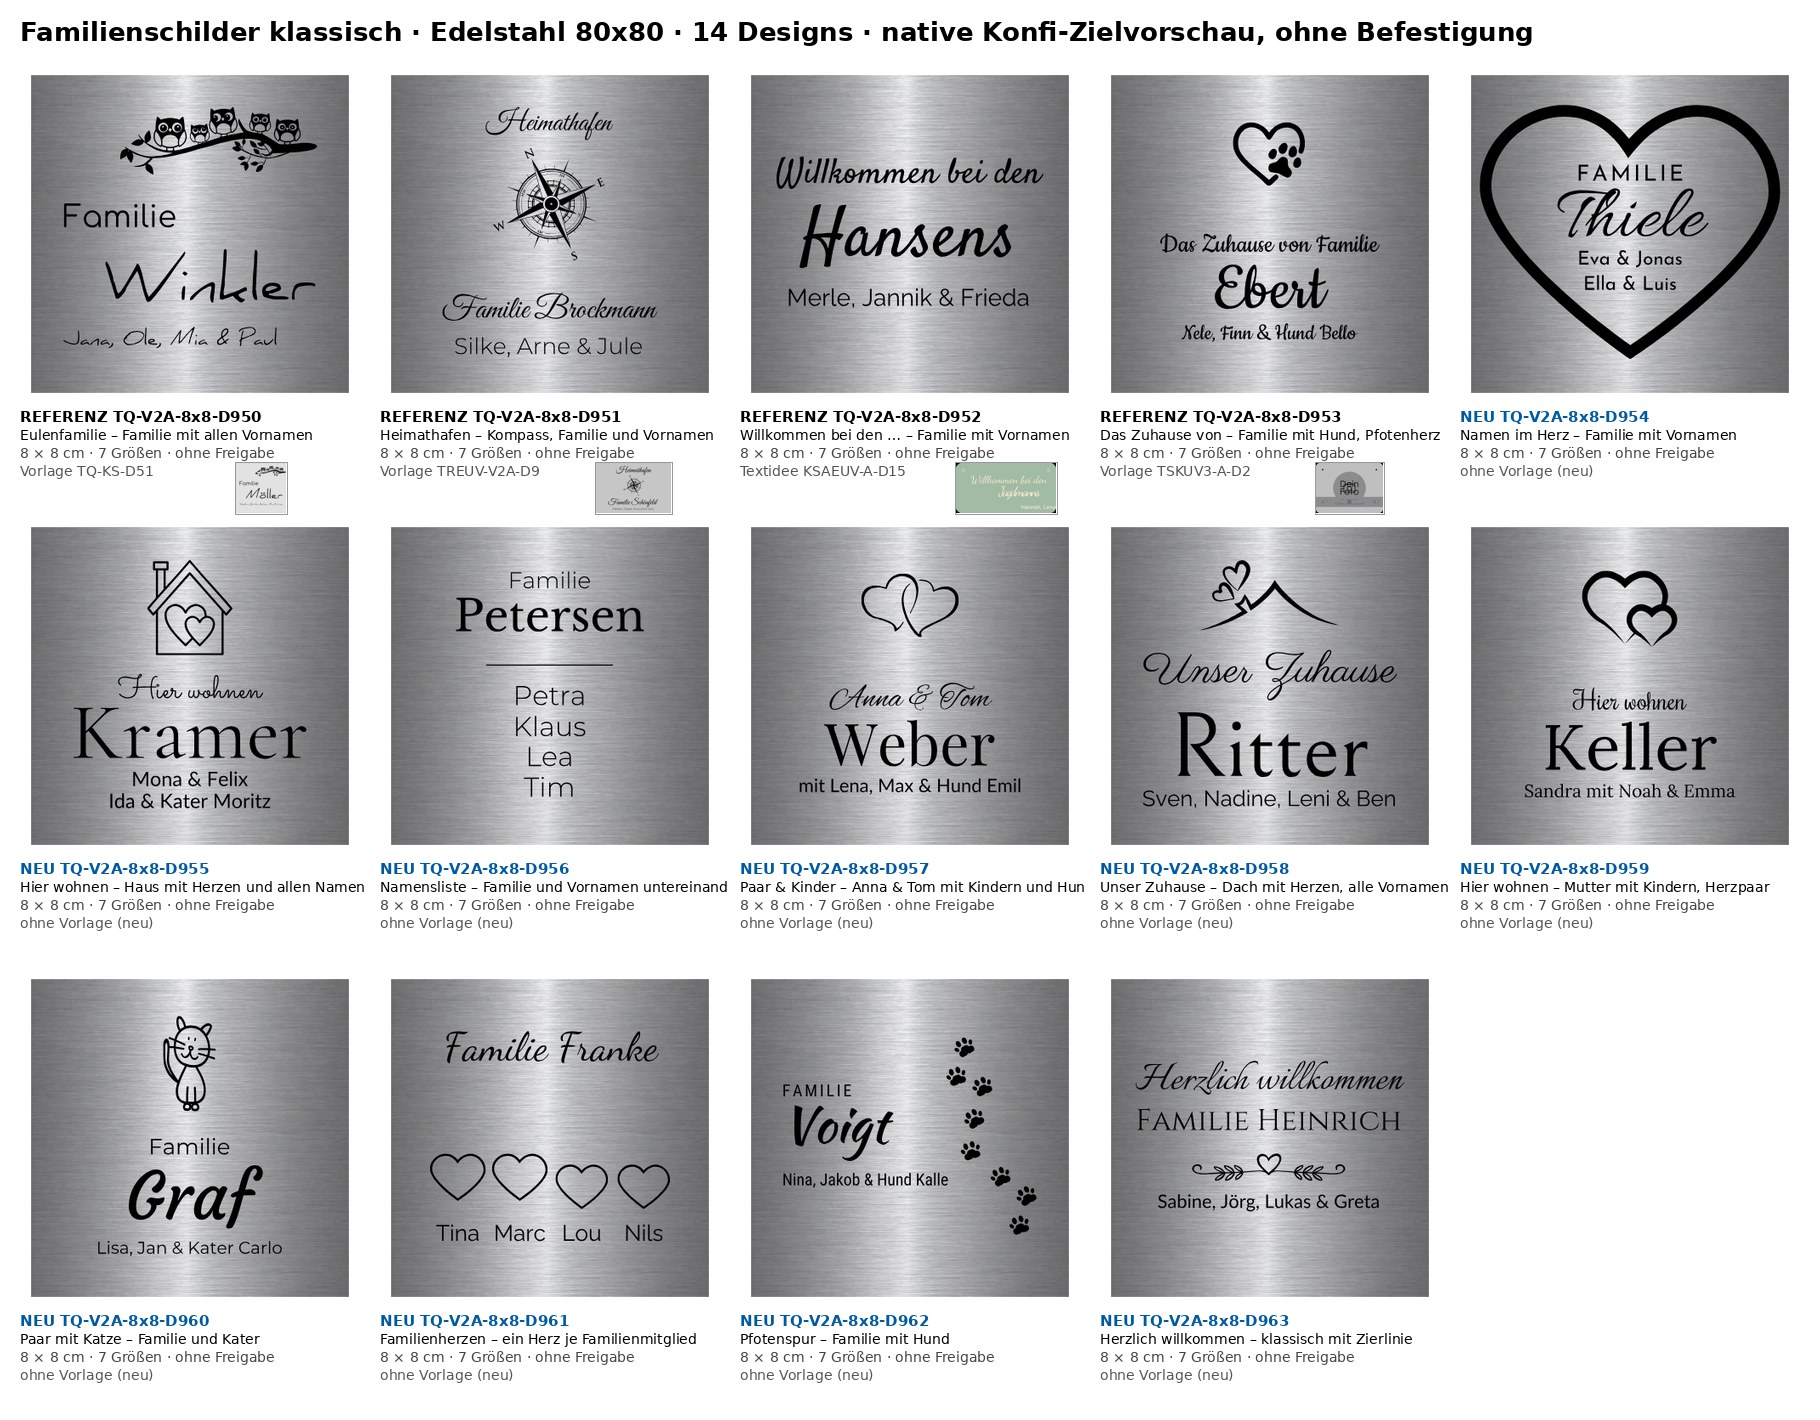 Familienschilder klassisch · Edelstahl 80x80 · 14 Designs · native Konfi-Zielvorschau, ohne Befestigung
Familie
Winkler
Jana, Ole, Mia & Paul
REFERENZ TQ-V2A-8x8-D950
Eulenfamilie – Familie mit allen Vornamen
8 × 8 cm · 7 Größen · ohne Freigabe
Vorlage TQ-KS-D51
Familie
Möller
Heimathafen
N
E
W
S
Familie Brockmann
Silke, Arne & Jule
REFERENZ TQ-V2A-8x8-D951
Heimathafen – Kompass, Familie und Vornamen
8 × 8 cm · 7 Größen · ohne Freigabe
Vorlage TREUV-V2A-D9
Heimathafen
Willkommen bei den
Hansens
Merle, Jannik & Frieda
REFERENZ TQ-V2A-8x8-D952
Willkommen bei den ... – Familie mit Vornamen
8 × 8 cm · 7 Größen · ohne Freigabe
Textidee KSAEUV-A-D15
Willkommen bei den
Das Zuhause von Familie
Ebert
Nele, Finn & Hund Bello
REFERENZ TQ-V2A-8x8-D953
Das Zuhause von – Familie mit Hund, Pfotenherz
8 × 8 cm · 7 Größen · ohne Freigabe
Vorlage TSKUV3-A-D2
Dein
Foto
FAMILIE
Thiele
Eva & Jonas
Ella & Luis
NEU TQ-V2A-8x8-D954
Namen im Herz – Familie mit Vornamen
8 × 8 cm · 7 Größen · ohne Freigabe
ohne Vorlage (neu)
Hier wohnen
Kramer
Mona & Felix
Ida & Kater Moritz
NEU TQ-V2A-8x8-D955
Hier wohnen – Haus mit Herzen und allen Namen
8 × 8 cm · 7 Größen · ohne Freigabe
ohne Vorlage (neu)
Familie
Petersen
Petra
Klaus
Lea
Tim
NEU TQ-V2A-8x8-D956
Namensliste – Familie und Vornamen untereinand
8 × 8 cm · 7 Größen · ohne Freigabe
ohne Vorlage (neu)
Anna & Tom
Weber
mit Lena, Max & Hund Emil
NEU TQ-V2A-8x8-D957
Paar & Kinder – Anna & Tom mit Kindern und Hun
8 × 8 cm · 7 Größen · ohne Freigabe
ohne Vorlage (neu)
Unser Zuhause
Ritter
Sven, Nadine, Leni & Ben
NEU TQ-V2A-8x8-D958
Unser Zuhause – Dach mit Herzen, alle Vornamen
8 × 8 cm · 7 Größen · ohne Freigabe
ohne Vorlage (neu)
Hier wohnen
Keller
Sandra mit Noah & Emma
NEU TQ-V2A-8x8-D959
Hier wohnen – Mutter mit Kindern, Herzpaar
8 × 8 cm · 7 Größen · ohne Freigabe
ohne Vorlage (neu)
Familie
Graf
Lisa, Jan & Kater Carlo
NEU TQ-V2A-8x8-D960
Paar mit Katze – Familie und Kater
8 × 8 cm · 7 Größen · ohne Freigabe
ohne Vorlage (neu)
Familie Franke
Tina Marc Lou Nils
NEU TQ-V2A-8x8-D961
Familienherzen – ein Herz je Familienmitglied
8 × 8 cm · 7 Größen · ohne Freigabe
ohne Vorlage (neu)
FAMILIE
Voigt
Nina, Jakob & Hund Kalle
NEU TQ-V2A-8x8-D962
Pfotenspur – Familie mit Hund
8 × 8 cm · 7 Größen · ohne Freigabe
ohne Vorlage (neu)
Herzlich willkommen
FAMILIE HEINRICH
Sabine, Jörg, Lukas & Greta
NEU TQ-V2A-8x8-D963
Herzlich willkommen – klassisch mit Zierlinie
8 × 8 cm · 7 Größen · ohne Freigabe
ohne Vorlage (neu)